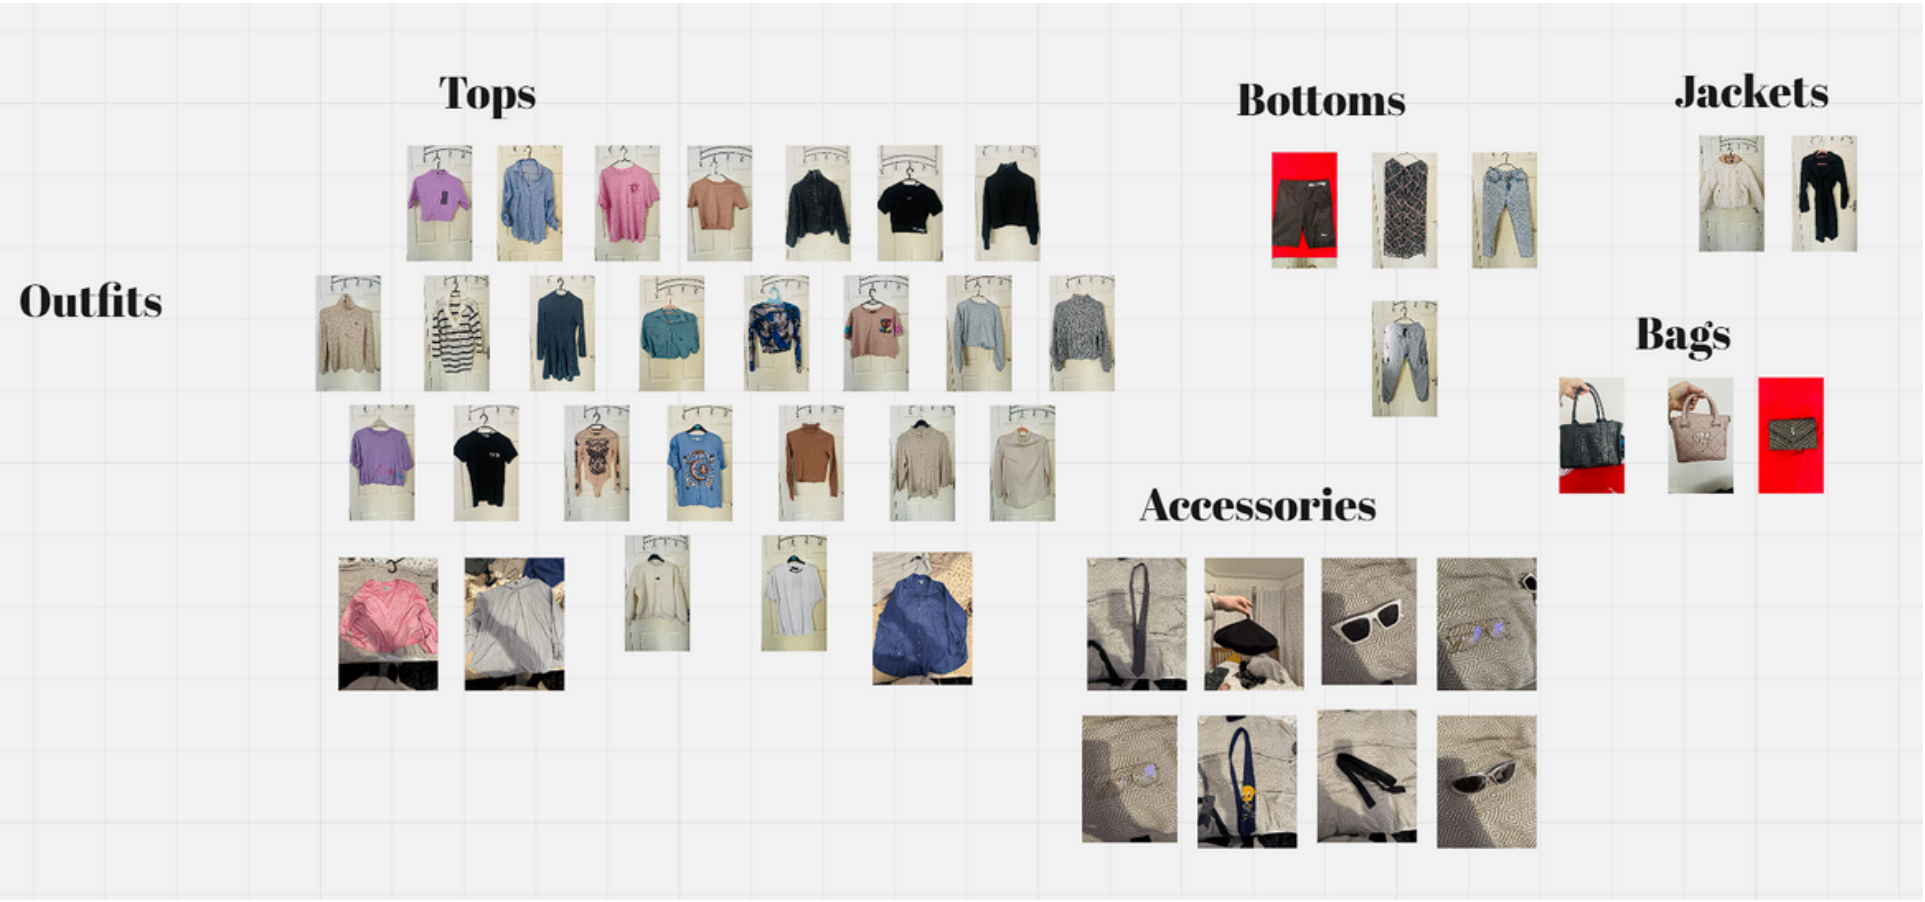 Tops
Bottoms
Jackets
Outfits
Bags
Accessories